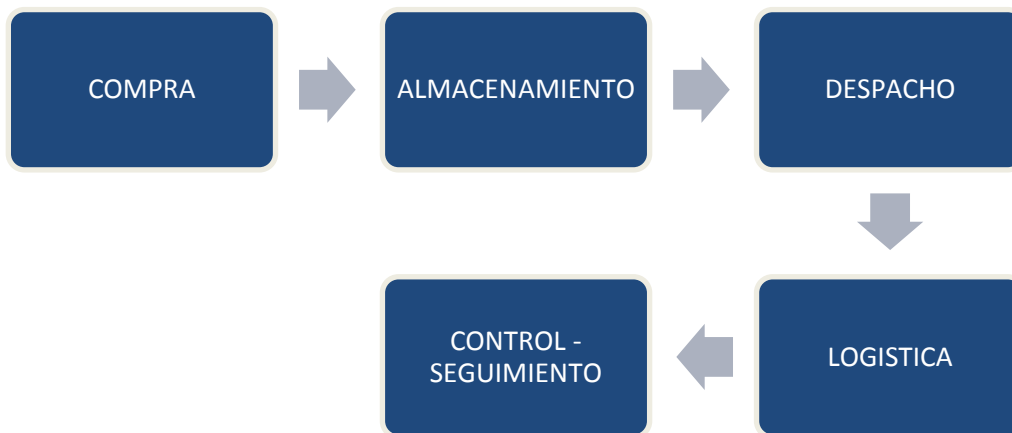 COMPRA
ALMACENAMIENTO
DESPACHO
LOGISTICA
CONTROL -
SEGUIMIENTO